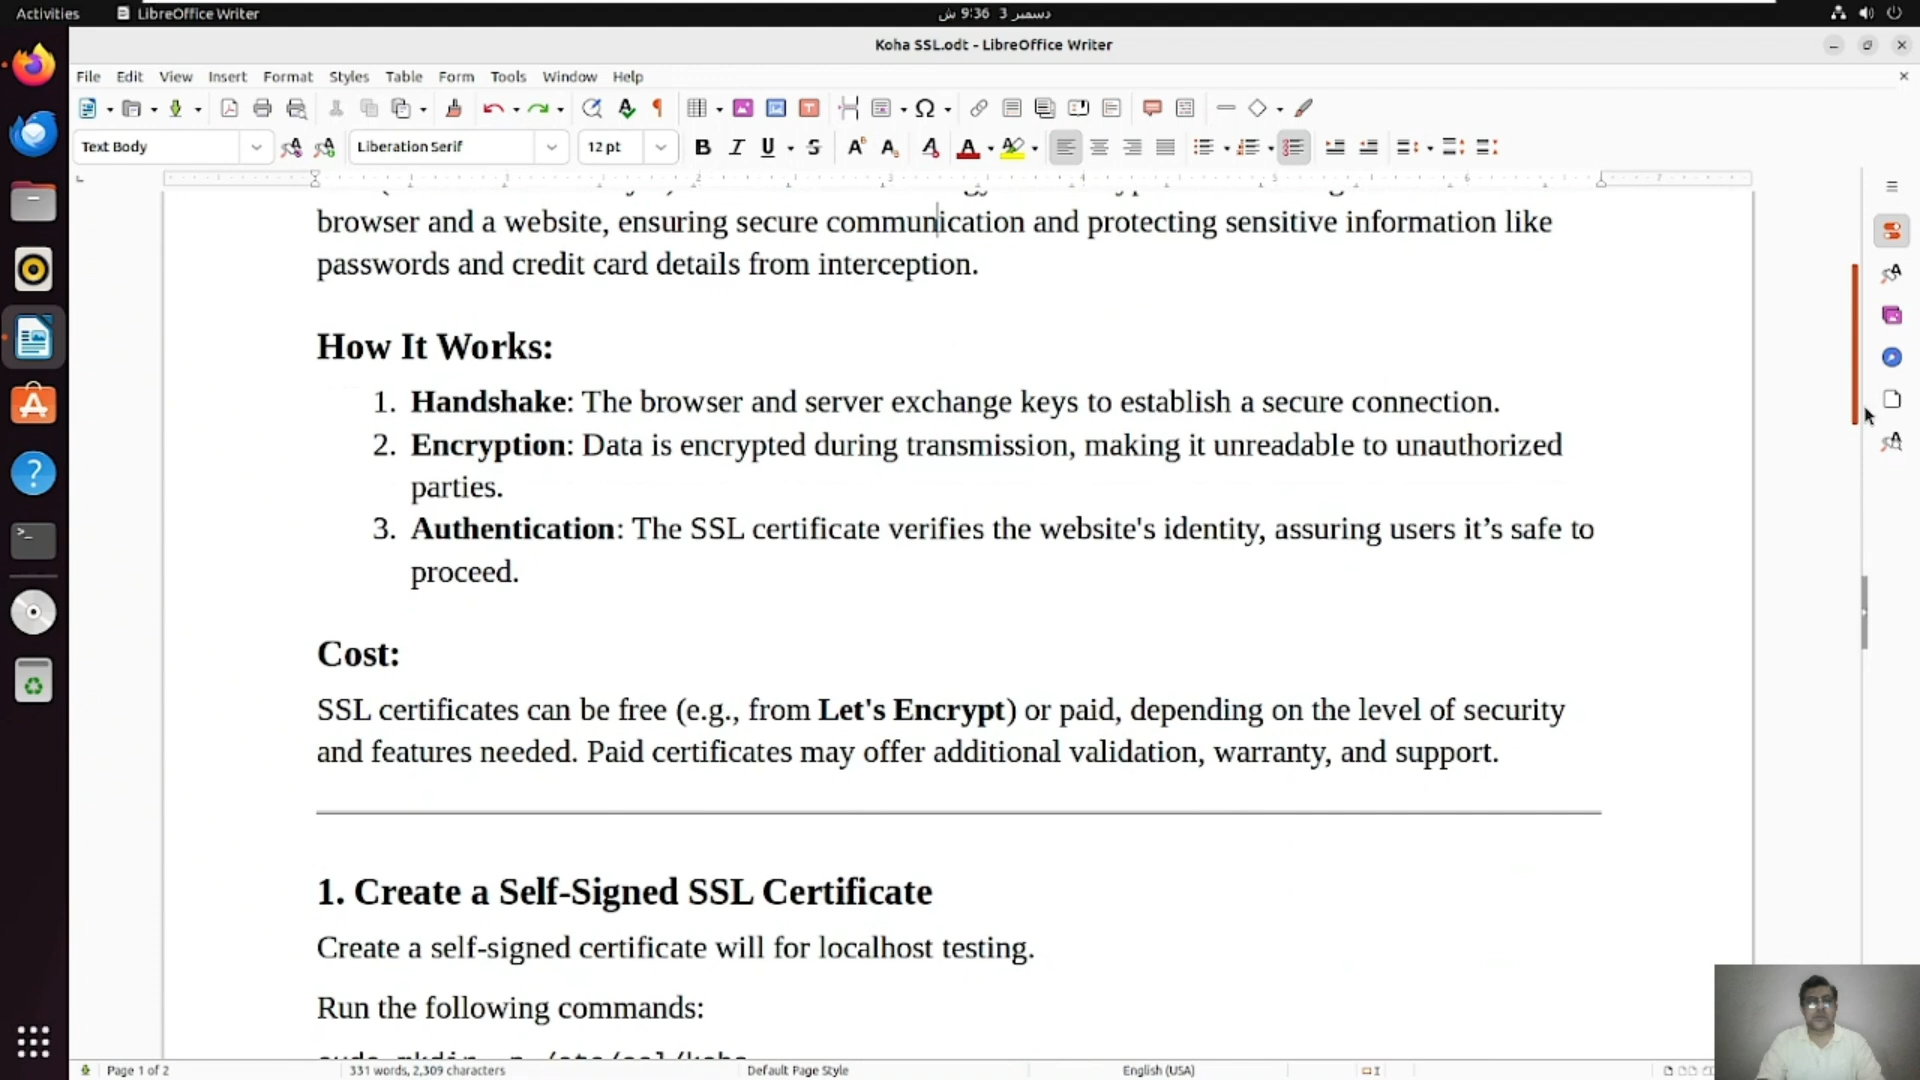 Activities
LibreOffice Writer
دسمبر 3 9:36 ش
Koha SSL.odt - LibreOffice Writer
File Edit View Insert Format Styles Table Form Tools Window Help
Text Body
Liberation Serif
12 pt
browser and a website, ensuring secure communication and protecting sensitive information like
passwords and credit card details from interception.
How It Works:
1. Handshake: The browser and server exchange keys to establish a secure connection.
2. Encryption: Data is encrypted during transmission, making it unreadable to unauthorized
parties.
3. Authentication: The SSL certificate verifies the website's identity, assuring users it’s safe to
proceed.
Cost:
SSL certificates can be free (e.g., from Let's Encrypt) or paid, depending on the level of security
and features needed. Paid certificates may offer additional validation, warranty, and support.
1. Create a Self-Signed SSL Certificate
Create a self-signed certificate will for localhost testing.
Run the following commands:
sudo mkdir -p /etc/ssl/koha
Page 1 of 2
331 words, 2,309 characters
Default Page Style
English (USA)